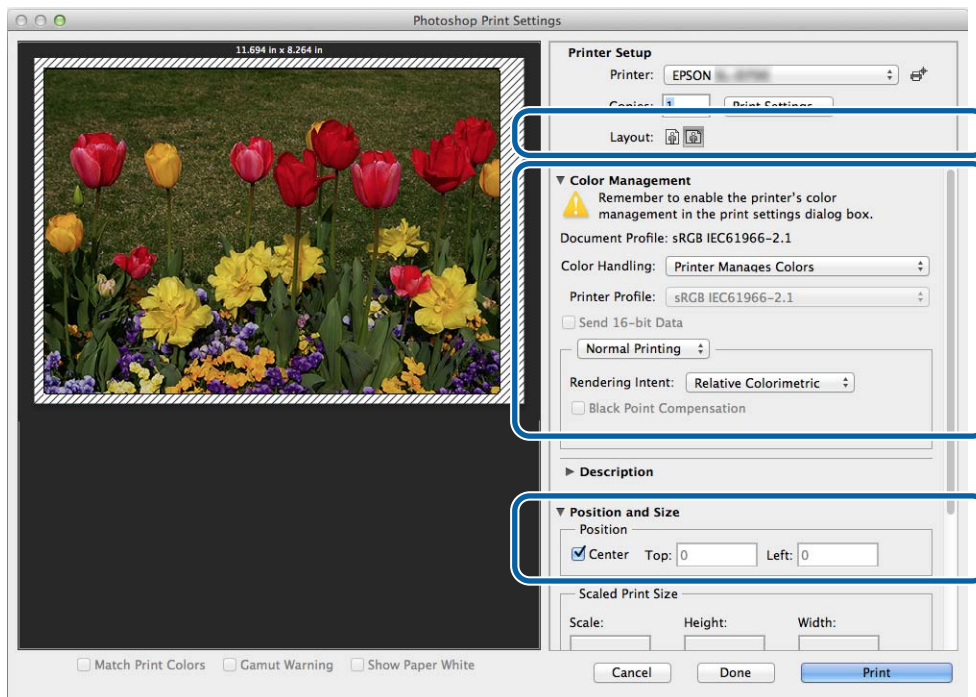 Photoshop Print Settings
11.694 in x 8.264 in
Printer Setup
Printer: EPSON
Copies: 1 Print Settings...
Layout:
Color Management
Remember to enable the printer's color
management in the print settings dialog box.
Document Profile: sRGB IEC61966-2.1
Color Handling: Printer Manages Colors
Printer Profile: sRGB IEC61966-2.1
Send 16-bit Data
Normal Printing
Rendering Intent: Relative Colorimetric
Black Point Compensation
Description
Position and Size
Position
Center Top: 0 Left: 0
Scaled Print Size
Scale: Height: Width:
Match Print Colors Gamut Warning Show Paper White
Cancel Done Print